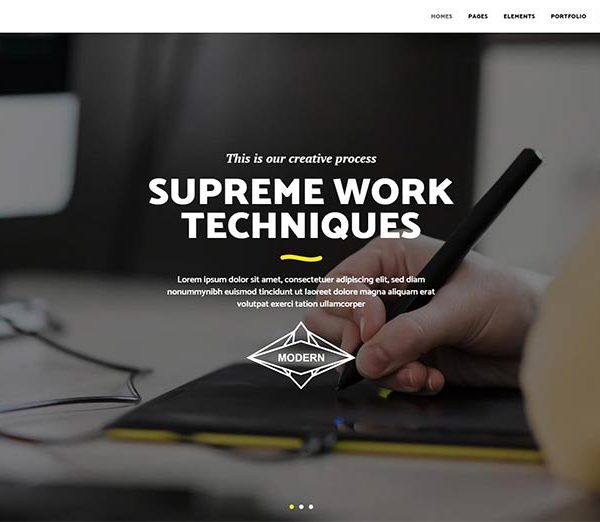 HOMES PAGES ELEMENTS PORTFOLIO
This is our creative process
SUPREME WORK
TECHNIQUES
Lorem ipsum dolor sit amet, consectetuer adipiscing elit, sed diam
nonummynibh euismod tincidunt ut laoreet dolore magna aliquam erat
volutpat exerci tation ullamcorper
MODERN